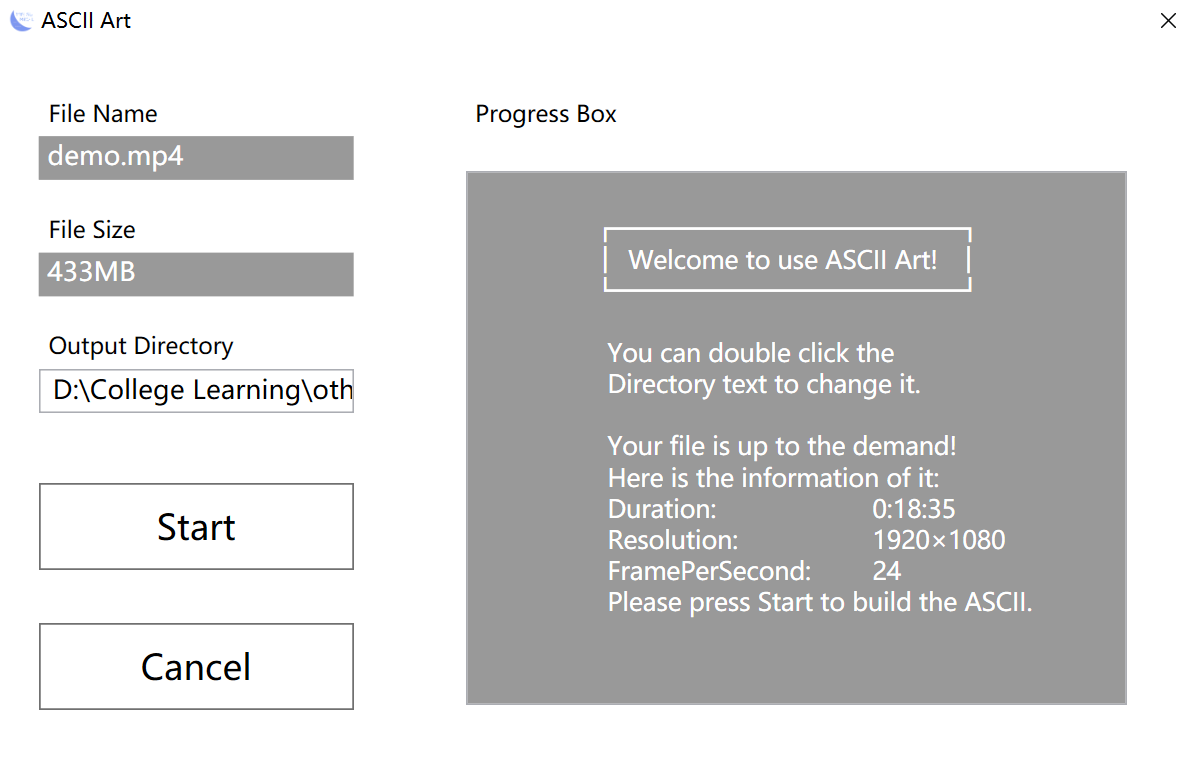 ASCII Art
File Name
demo.mp4
File Size
433MB
Output Directory
D:\College Learning\oth
Start
Cancel
Progress Box
Welcome to use ASCII Art!
You can double click the
Directory text to change it.
Your file is up to the demand!
Here is the information of it:
Duration: 0:18:35
Resolution: 1920×1080
FramePerSecond: 24
Please press Start to build the ASCII.